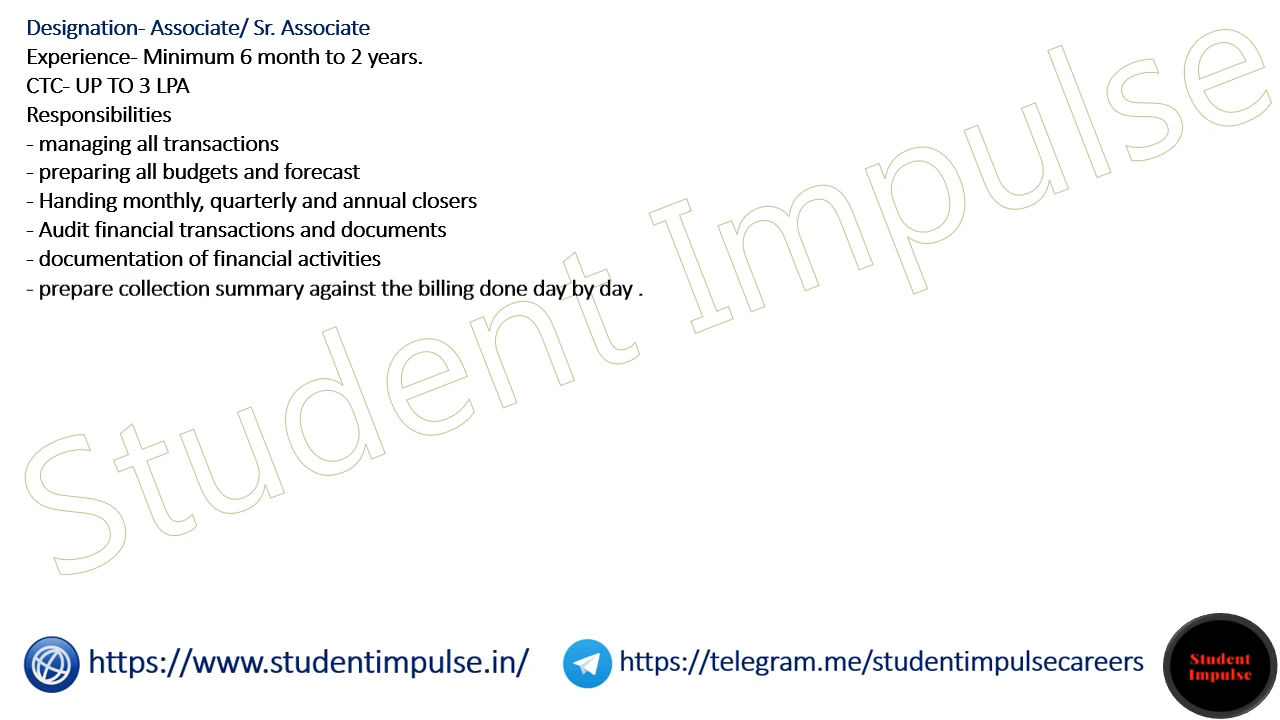 Designation- Associate/ Sr. Associate
Experience- Minimum 6 month to 2 years.
CTC- UP TO 3 LPA
Responsibilities
- managing all transactions
- preparing all budgets and forecast
- Handing monthly, quarterly and annual closers
- Audit financial transactions and documents
- documentation of financial activities
- prepare collection summary against the billing done day by day .
Student Impulse
https://www.studentimpulse.in/
https://telegram.me/studentimpulsecareers
Student
Impulse